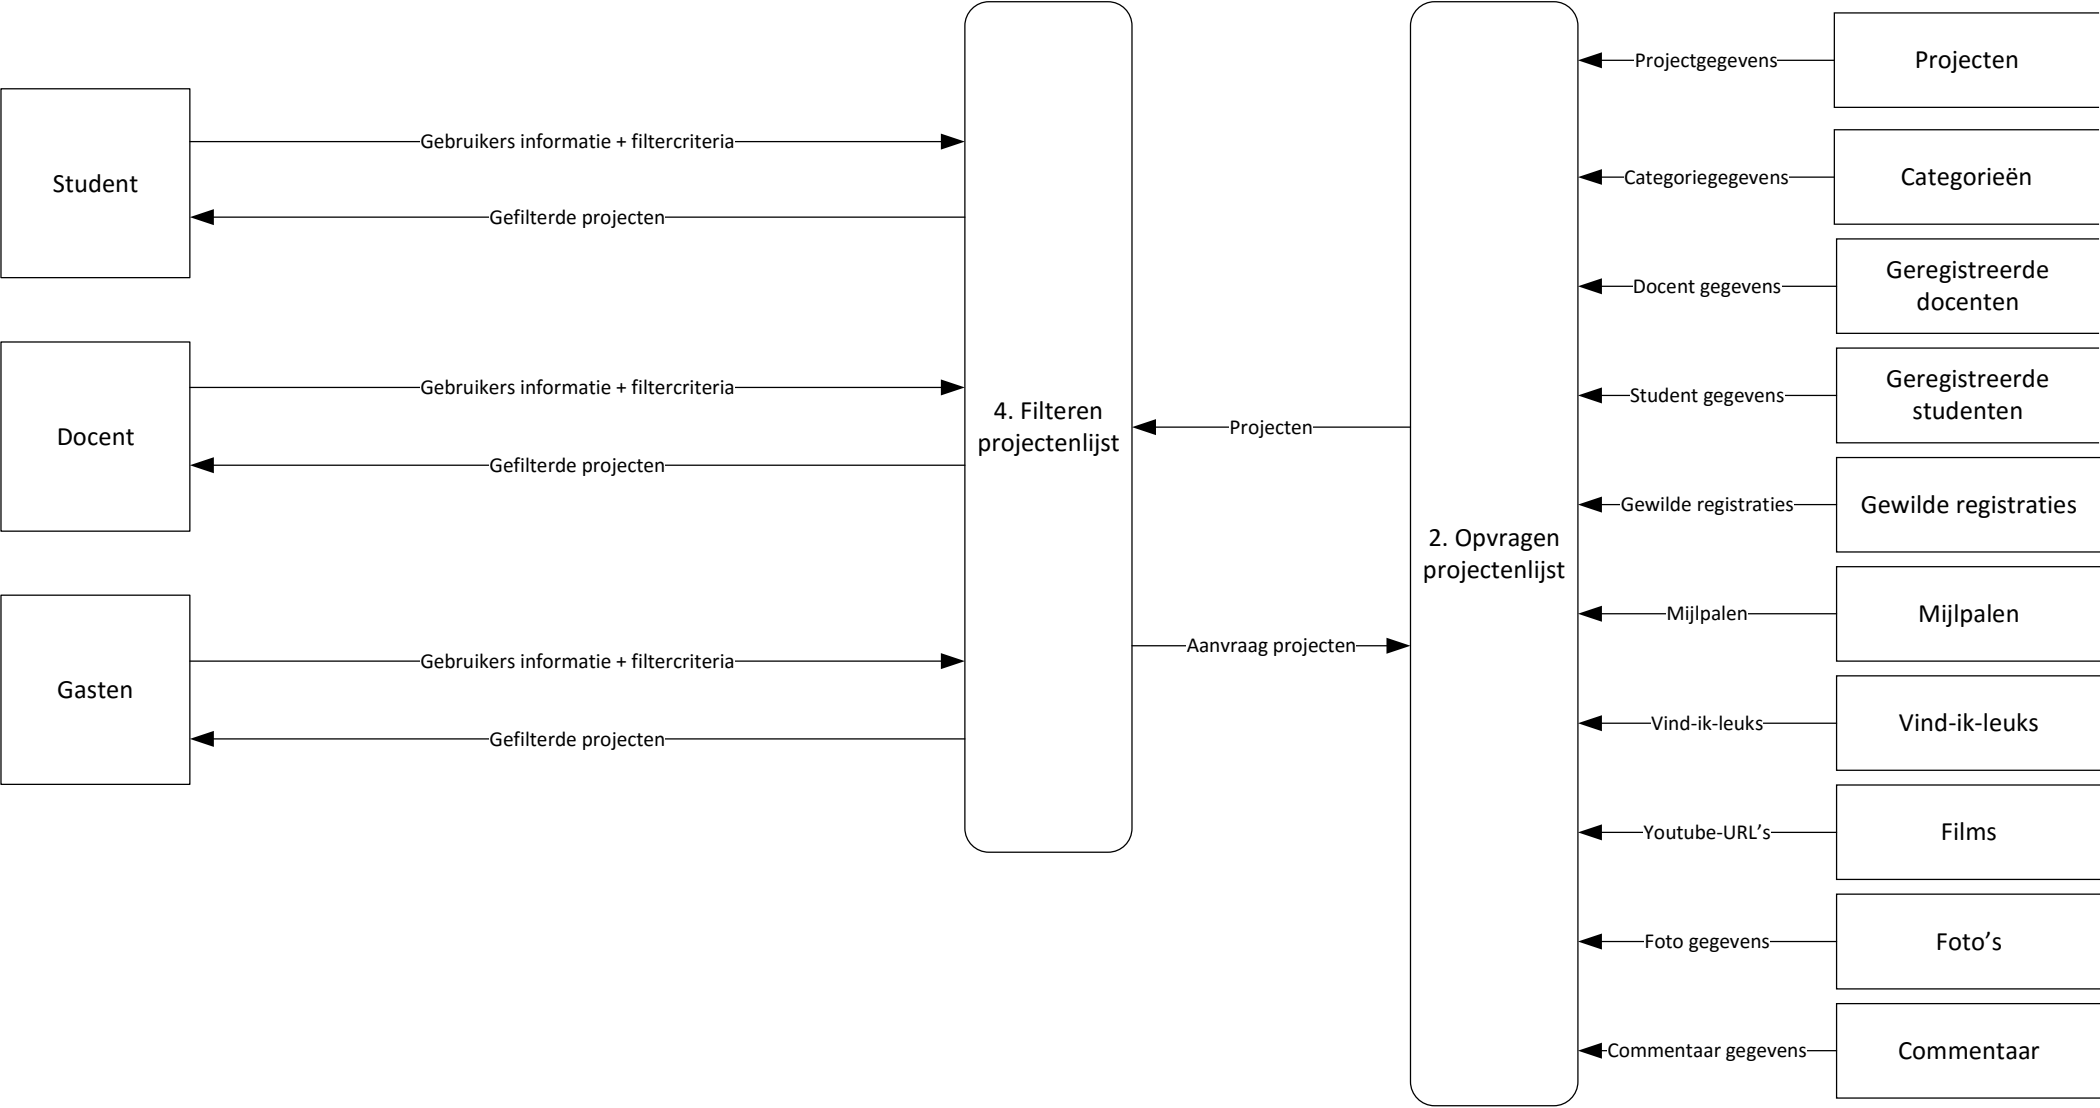 Student
Gebruikers informatie + filtercriteria
Gefilterde projecten
Docent
Gebruikers informatie + filtercriteria
Gefilterde projecten
Gasten
Gebruikers informatie + filtercriteria
Gefilterde projecten
4. Filteren
projectenlijst
Projecten
Aanvraag projecten
2. Opvragen
projectenlijst
Projectgegevens
Projecten
Categoriegegevens
Categorieën
Docent gegevens
Geregistreerde
docenten
Student gegevens
Geregistreerde
studenten
Gewilde registraties
Gewilde registraties
Mijlpalen
Mijlpalen
Vind-ik-leuks
Vind-ik-leuks
Youtube-URL’s
Films
Foto gegevens
Foto’s
Commentaar gegevens
Commentaar